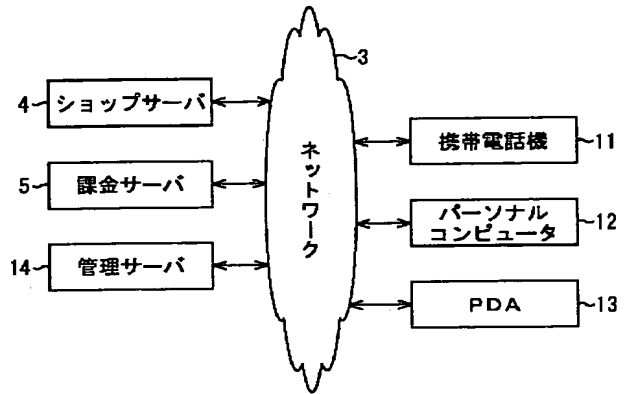 3
4
ショップサーバ
5
課金サーバ
14
管理サーバ
ネットワーク
携帯電話機
11
パーソナル
コンピュータ
12
PDA
13